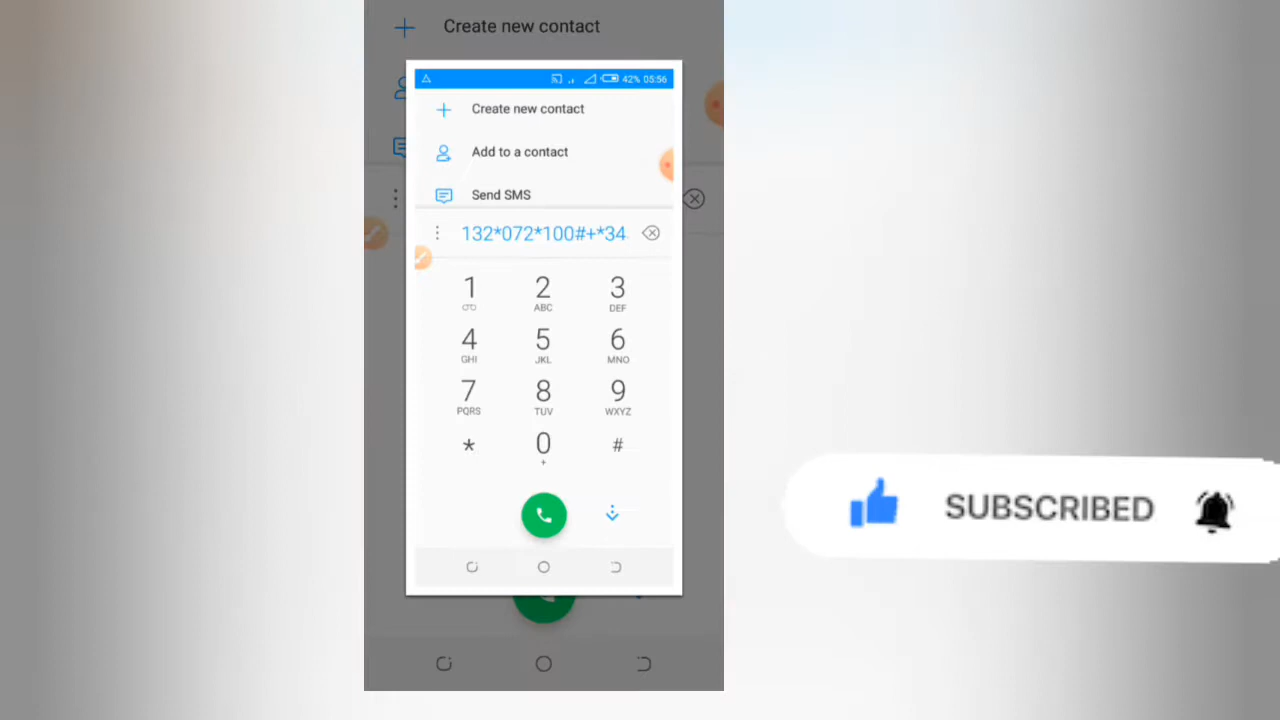 Create new contact
42% 05:56
Create new contact
Add to a contact
Send SMS
132*072*100#+*34
1 2 3
ABC DEF
4 5 6
GHI JKL MNO
7 8 9
PQRS TUV WXYZ
* 0 #
+
SUBSCRIBED